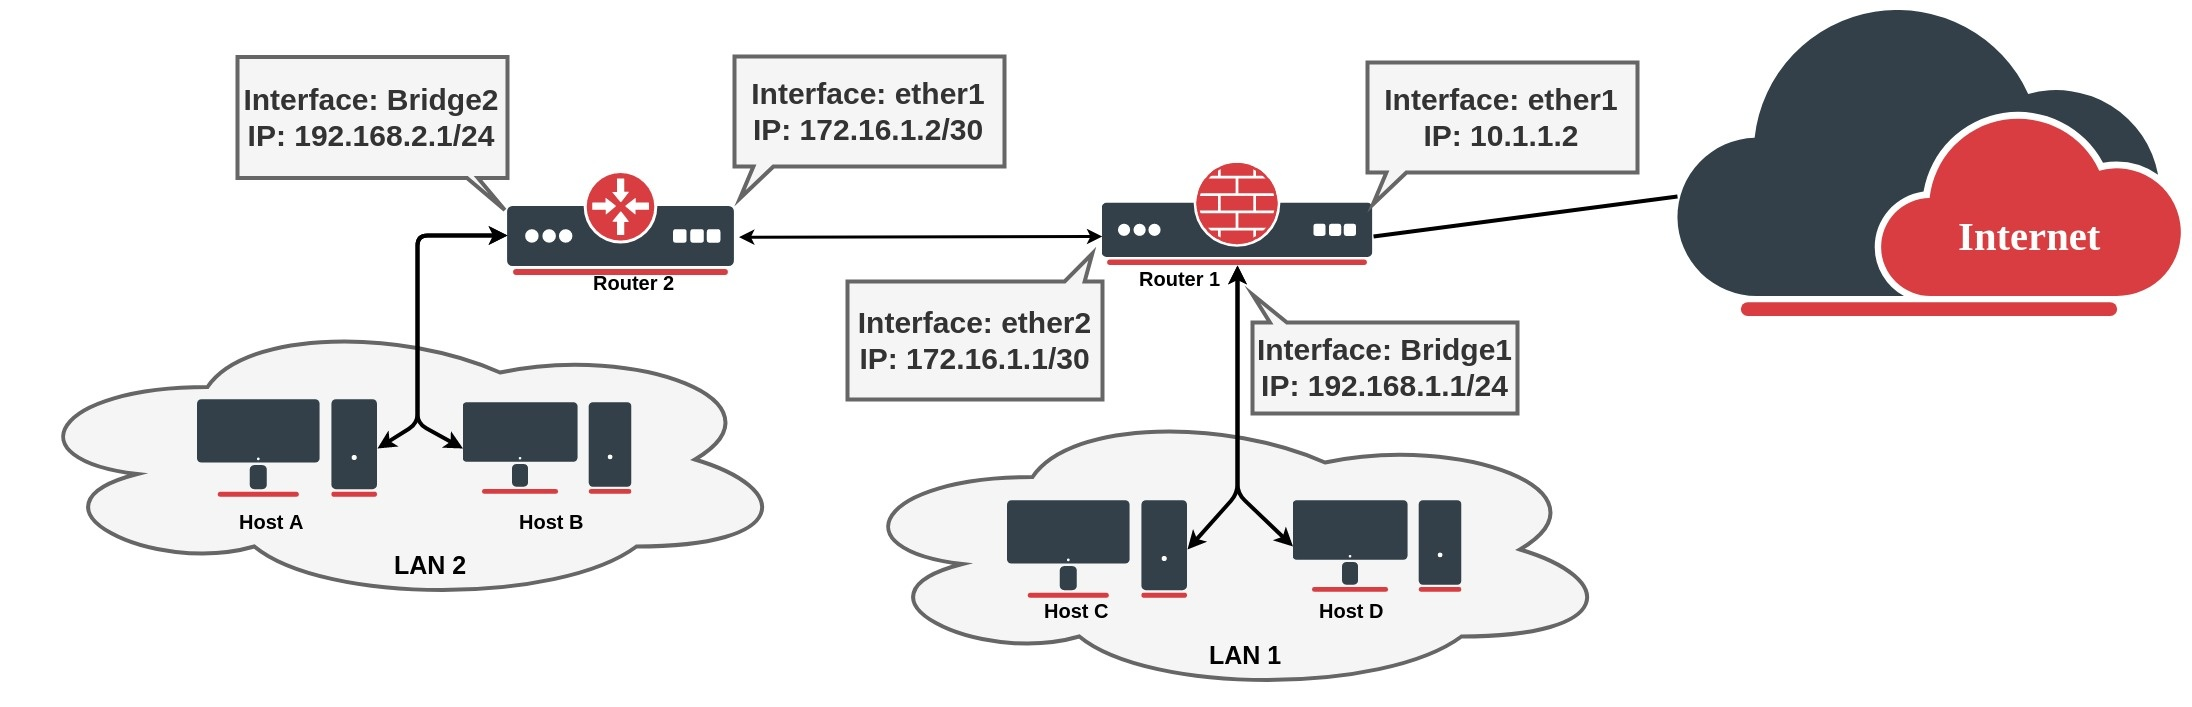 Interface: Bridge2
IP: 192.168.2.1/24
Interface: ether1
IP: 172.16.1.2/30
Interface: ether1
IP: 10.1.1.2
Internet
Router 2
Router 1
Interface: ether2
IP: 172.16.1.1/30
Interface: Bridge1
IP: 192.168.1.1/24
Host A
Host B
LAN 2
Host C
Host D
LAN 1